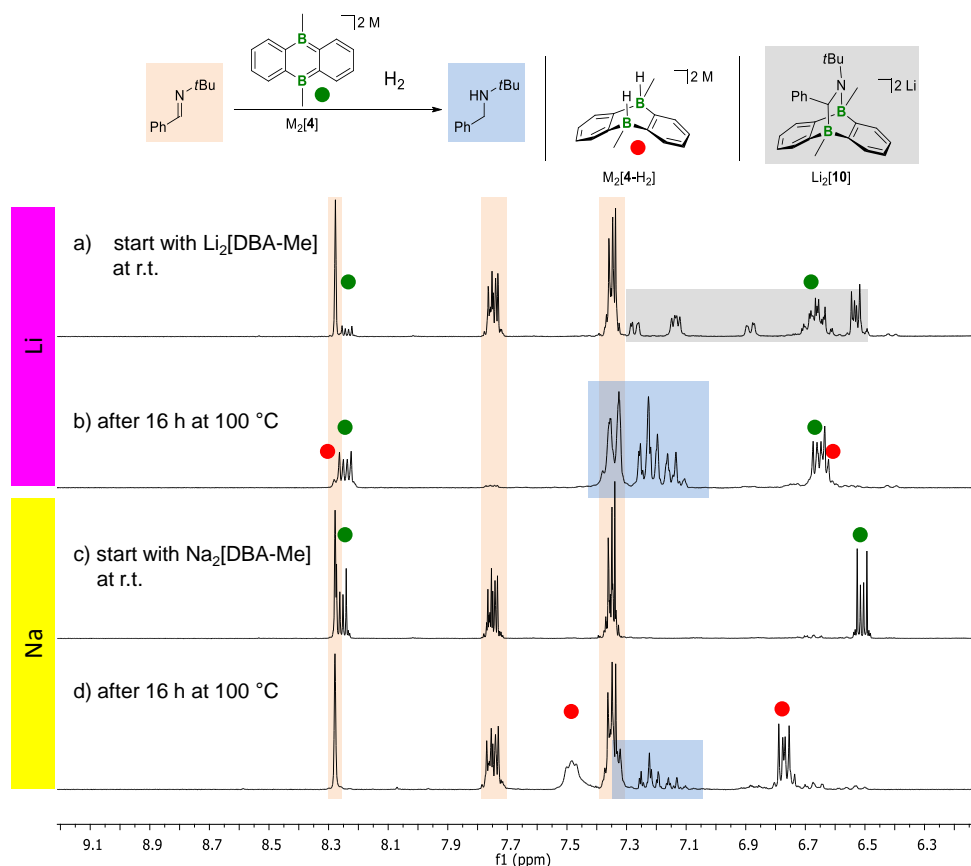 ]2 M
N
tBu
Ph
B
B
M2[4]
H2
HN
tBu
Ph
]2 M
H
H
B
B
M2[4-H2]
tBu
N
Ph
B
B
]2 Li
Li2[10]
Li
a) start with Li2[DBA-Me]
at r.t.
b) after 16 h at 100 °C
Na
c) start with Na2[DBA-Me]
at r.t.
d) after 16 h at 100 °C
9.1 8.9 8.7 8.5 8.3 8.1 7.9 7.7 7.5 7.3 7.1 6.9 6.7 6.5 6.3
f1 (ppm)